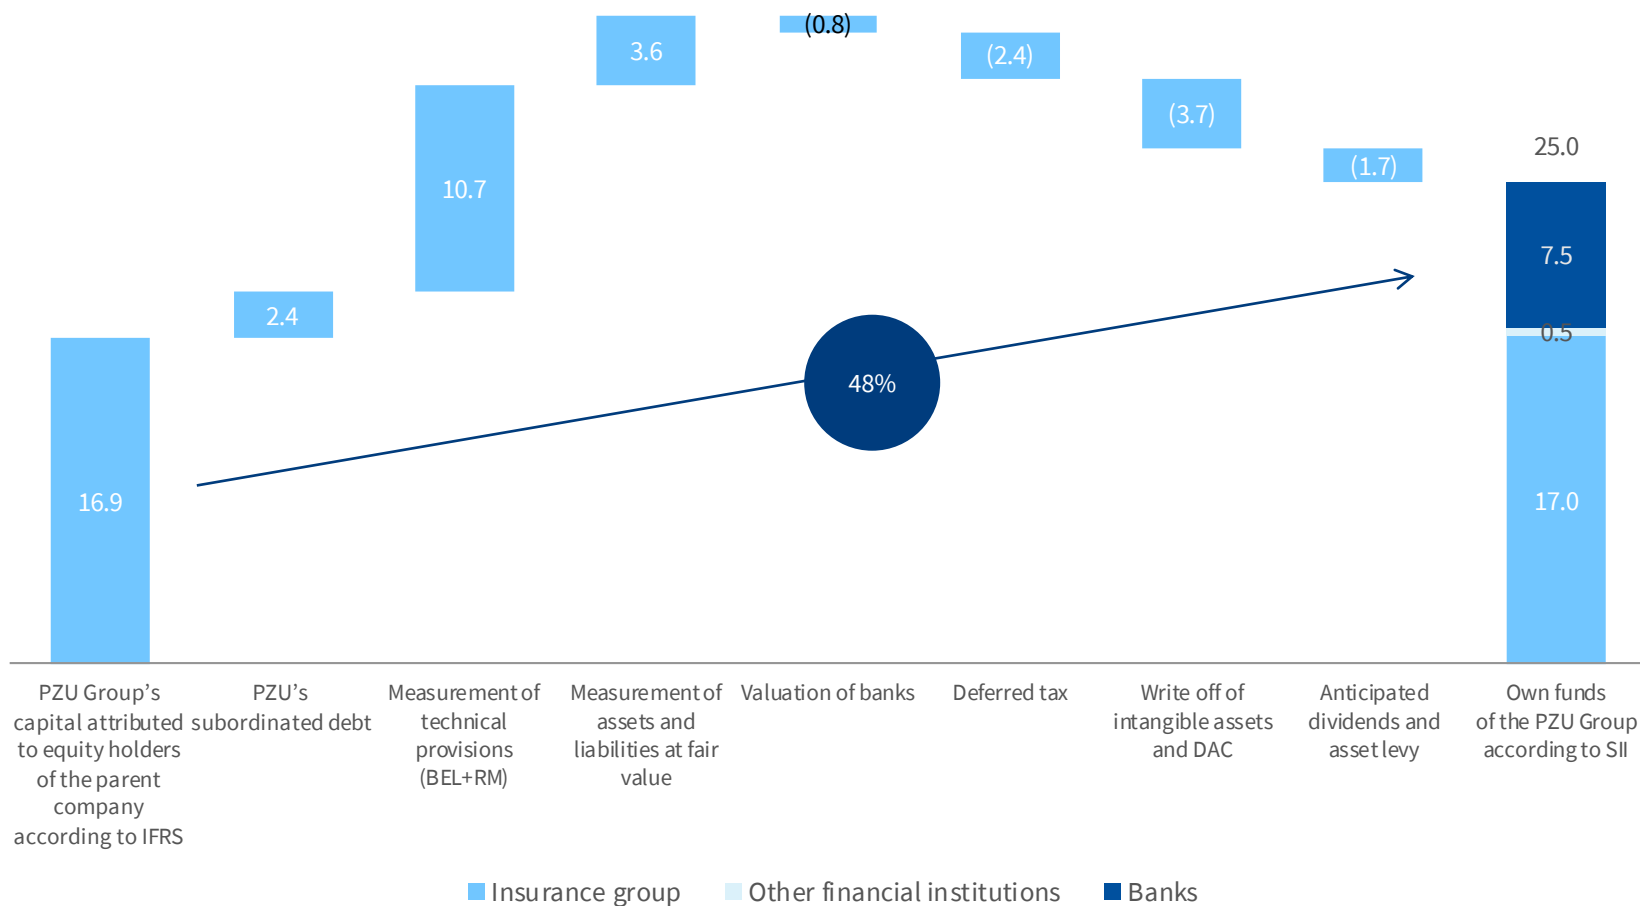 3.6
(0.8)
(2.4)
(3.7)
(1.7)
25.0
10.7
2.4
7.5
0.5
48%
16.9
17.0
PZU Group’s
capital attributed
to equity holders
of the parent
company
according to IFRS
PZU’s
subordinated debt
Measurement of
technical
provisions
(BEL+RM)
Measurement of
assets and
liabilities at fair
value
Valuation of banks
Deferred tax
Write off of
intangible assets
and DAC
Anticipated
dividends and
asset levy
Own funds
of the PZU Group
according to SII
Insurance group
Other financial institutions
Banks